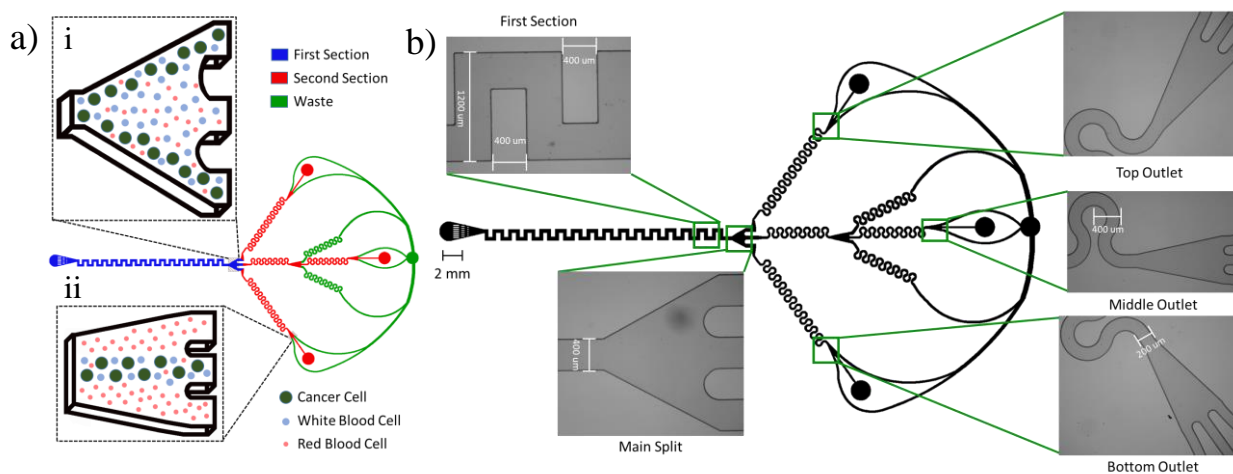 a)
i
First Section
Second Section
Waste
ii
Cancer Cell
White Blood Cell
Red Blood Cell
b)
First Section
400 um
1200 um
400 um
2 mm
400 um
Main Split
Top Outlet
400 um
Middle Outlet
200 um
Bottom Outlet